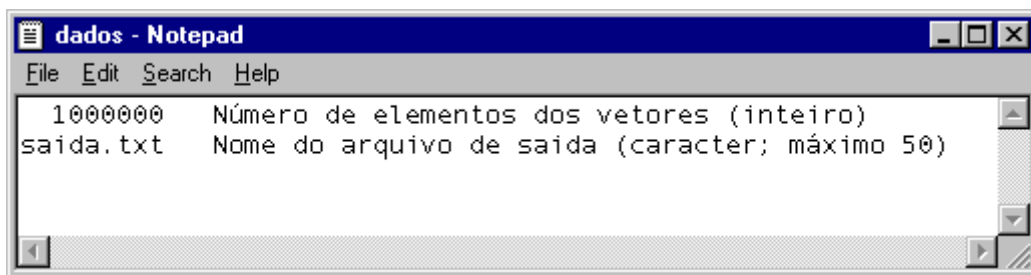 dados - Notepad
File Edit Search Help
1000000 Número de elementos dos vetores (inteiro)
saida.txt Nome do arquivo de saida (caracter; máximo 50)